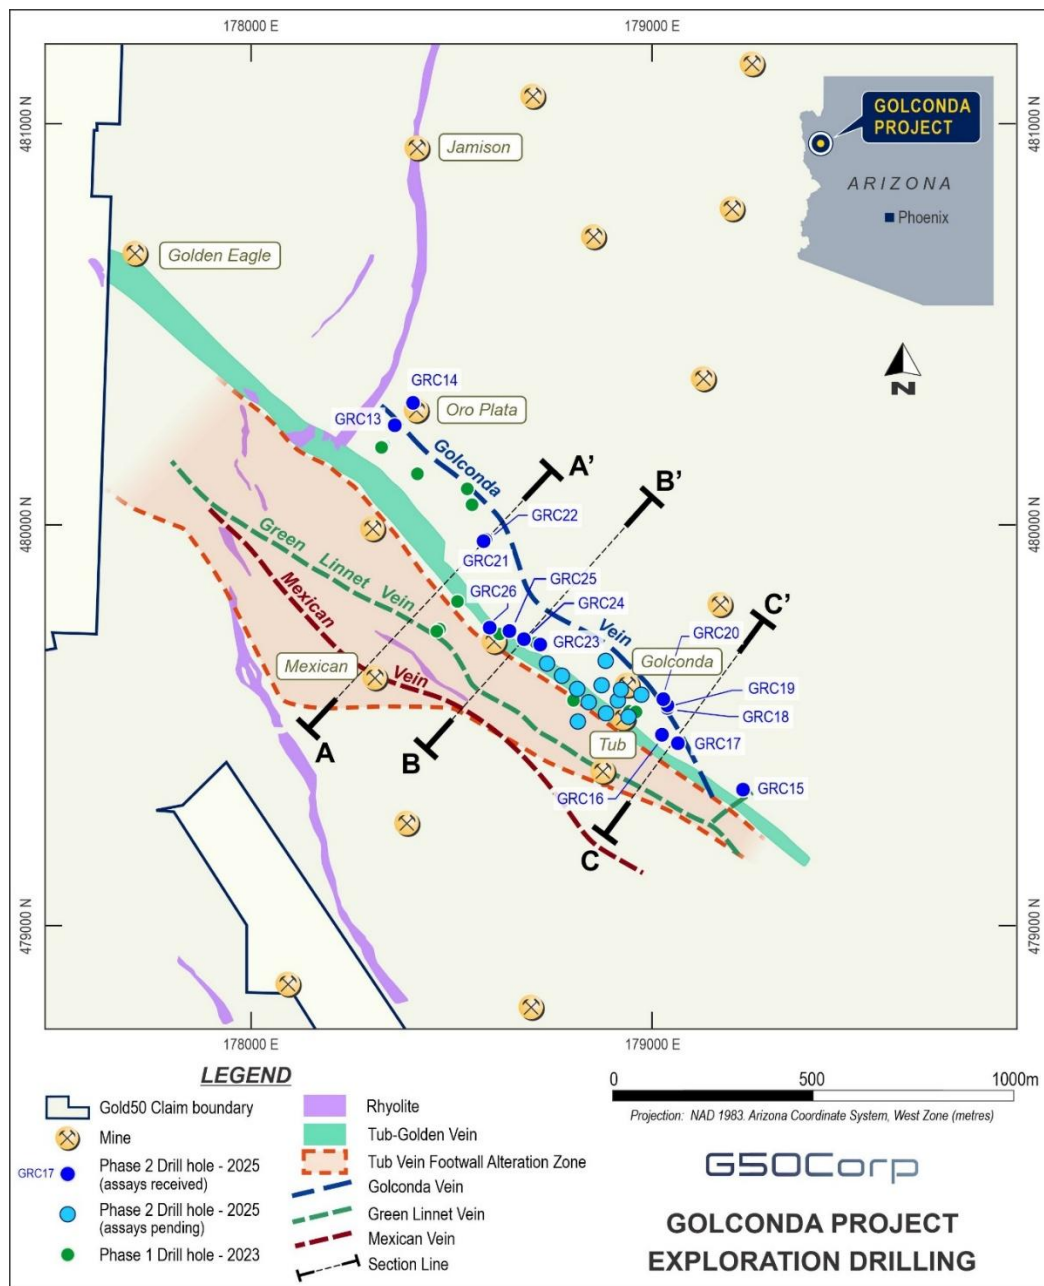 178000 E
179000 E
481000 N
481000 N
GOLCONDA
PROJECT
ARIZONA
Phoenix
Jamison
Golden Eagle
N
GRC14
GRC13
Oro Plata
Golconda
A'
B'
480000 N
480000 N
GRC22
GRC21
GRC25
GRC26
GRC24
Green Linnet Vein
C'
GRC23
GRC20
Vein
Mexican
Mexican
Vein
Golconda
GRC19
GRC18
A
B
Tub
GRC17
GRC16
GRC15
C
479000 N
479000 N
178000 E
179000 E
LEGEND
Gold50 Claim boundary
Mine
GRC17
Phase 2 Drill hole - 2025
(assays received)
Phase 2 Drill hole - 2025
(assays pending)
Phase 1 Drill hole - 2023
Rhyolite
Tub-Golden Vein
Tub Vein Footwall Alteration Zone
Golconda Vein
Green Linnet Vein
Mexican Vein
Section Line
0 500 1000m
Projection: NAD 1983. Arizona Coordinate System, West Zone (metres)
G50Corp
GOLCONDA PROJECT
EXPLORATION DRILLING